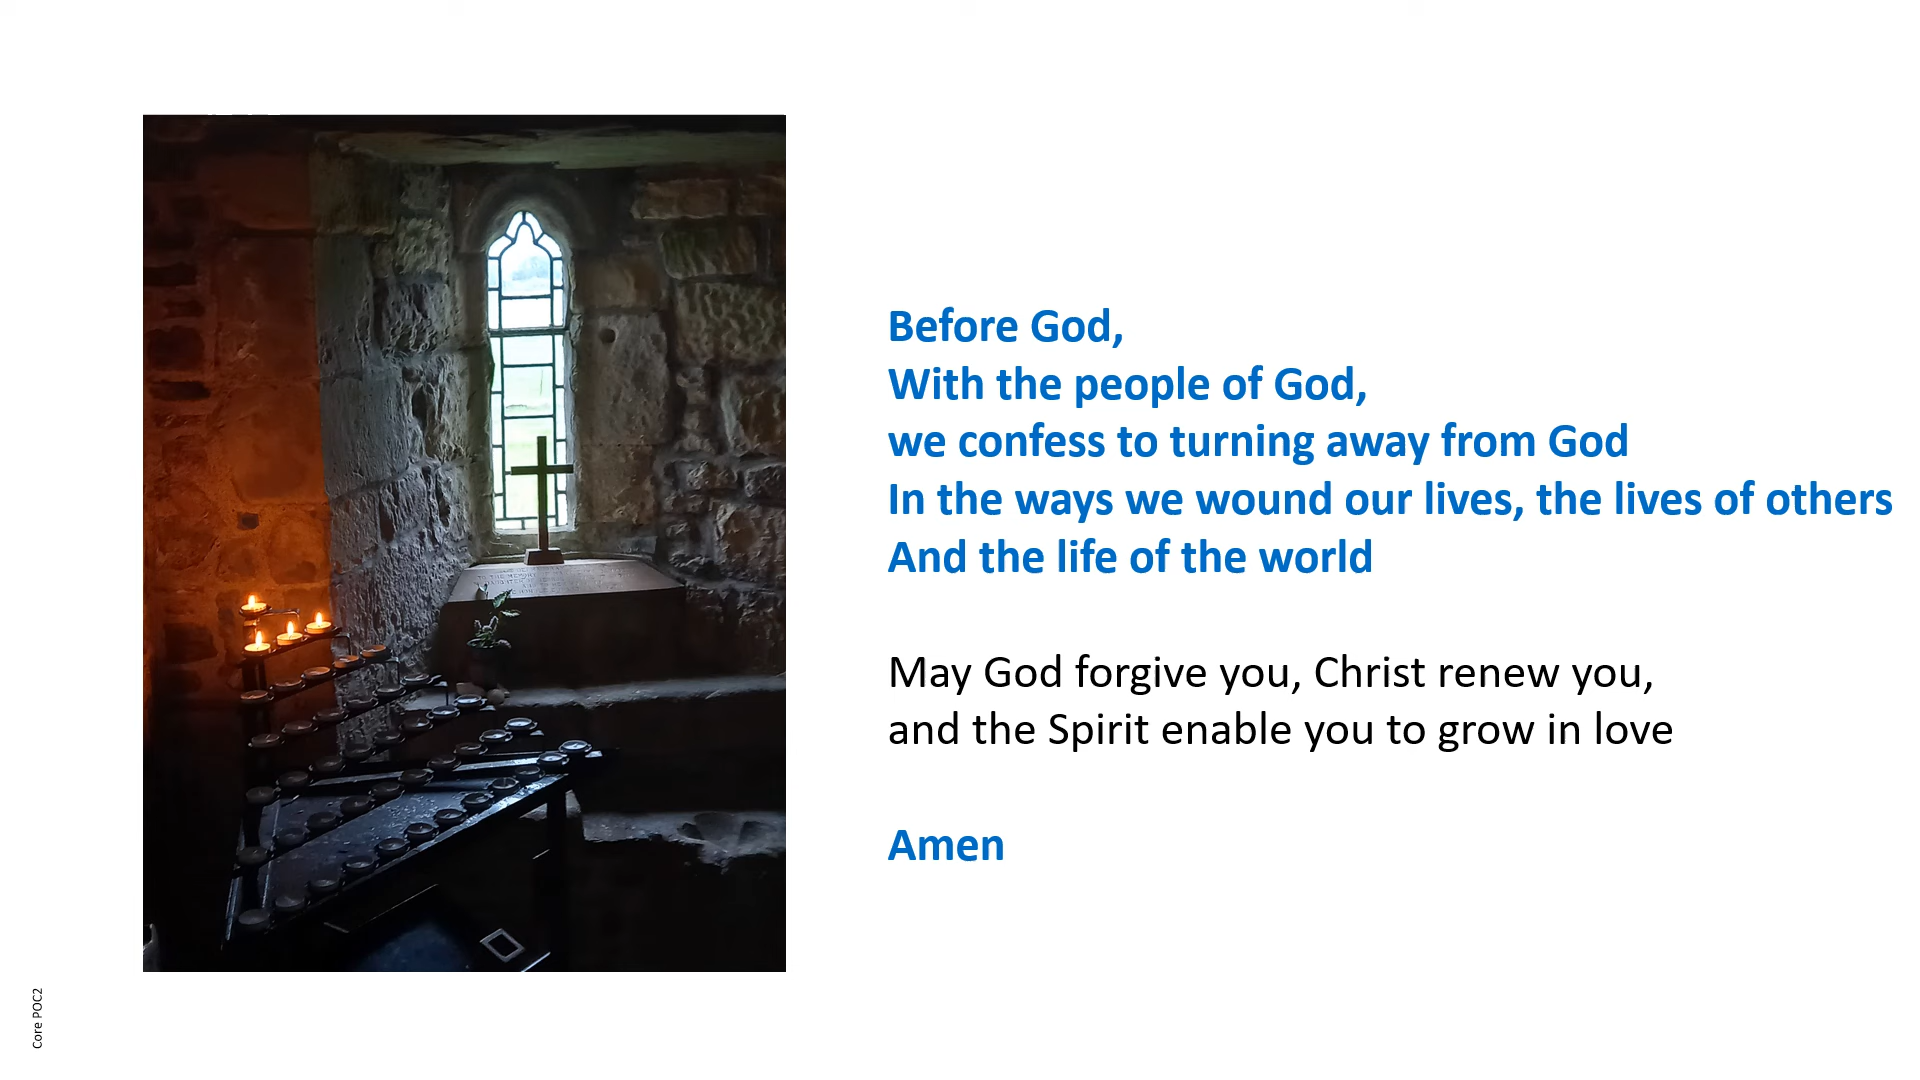 Before God,
With the people of God,
we confess to turning away from God
In the ways we wound our lives, the lives of others
And the life of the world
May God forgive you, Christ renew you,
and the Spirit enable you to grow in love
Amen
Core POC2